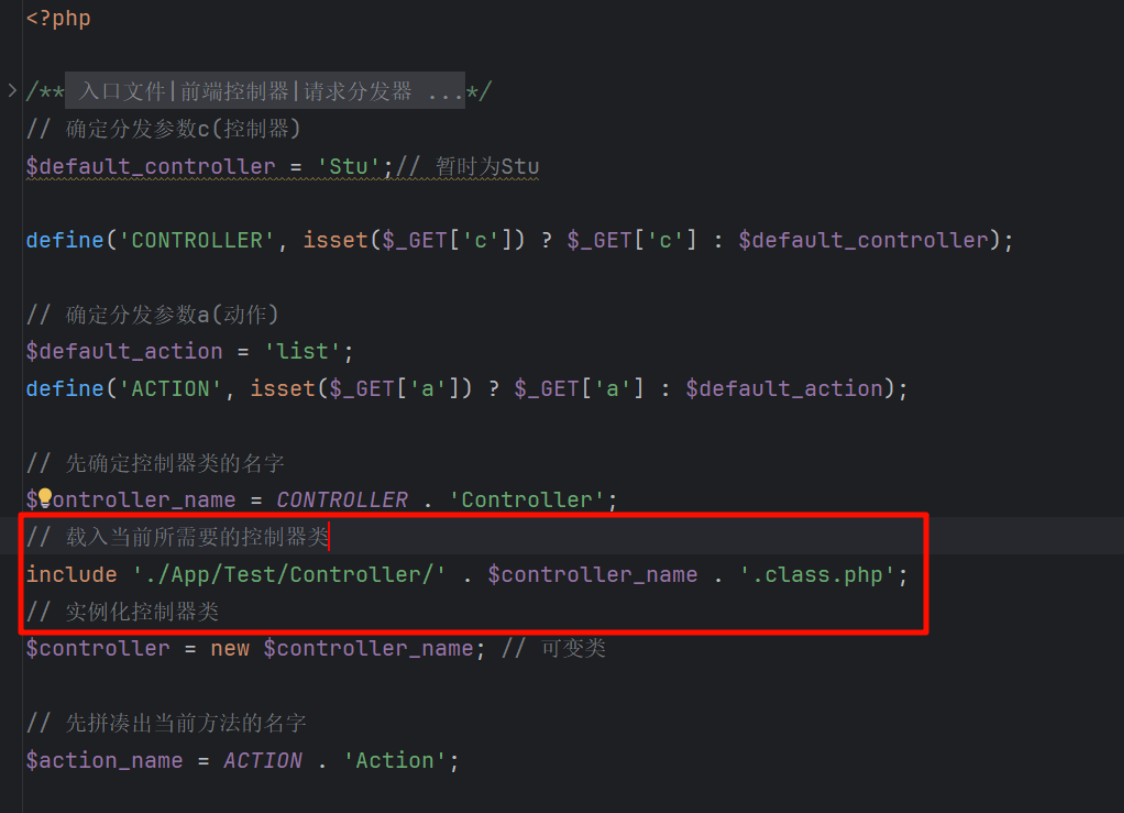 <?php
/** 入口文件|前端控制器|请求分发器 ...*/
// 确定分发参数c(控制器)
$default_controller = 'Stu';// 暂时为Stu
define('CONTROLLER', isset($_GET['c']) ? $_GET['c'] : $default_controller);
// 确定分发参数a(动作)
$default_action = 'list';
define('ACTION', isset($_GET['a']) ? $_GET['a'] : $default_action);
// 先确定控制器类的名字
$controller_name = CONTROLLER . 'Controller';
// 载入当前所需要的控制器类
include './App/Test/Controller/' . $controller_name . '.class.php';
// 实例化控制器类
$controller = new $controller_name; // 可变类
// 先拼凑出当前方法的名字
$action_name = ACTION . 'Action';